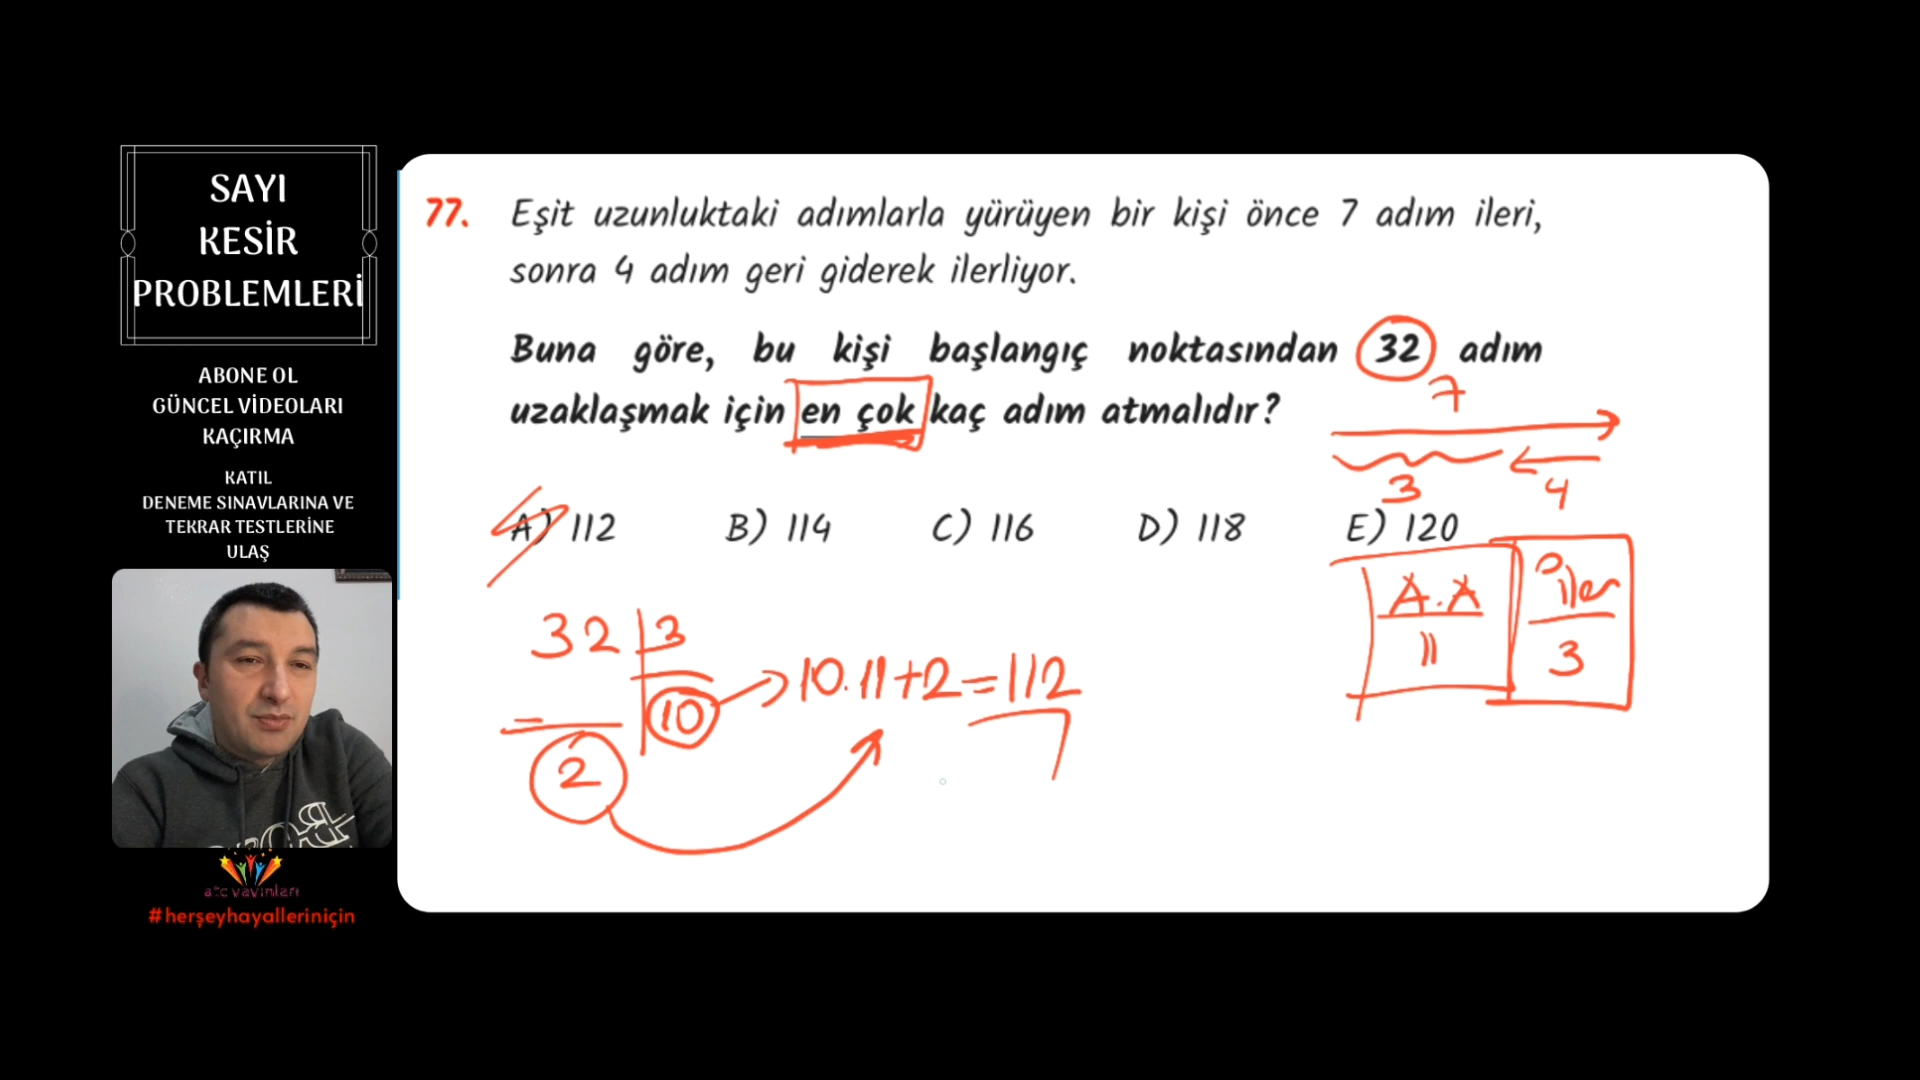 SAYI
KESİR
PROBLEMLERİ
ABONE OL
GÜNCEL VİDEOLARI
KAÇIRMA
KATIL
DENEME SINAVLARINA VE
TEKRAR TESTLERİNE
ULAŞ
atc yayınları
#herşeyhayalleriniçin
77. Eşit uzunluktaki adımlarla yürüyen bir kişi önce 7 adım ileri,
sonra 4 adım geri giderek ilerliyor.
Buna göre, bu kişi başlangıç noktasından 32 adım
uzaklaşmak için en çok kaç adım atmalıdır?
7
3 4
A) 112 B) 114 C) 116 D) 118 E) 120
A.A iler
11 3
32 3
10 10.11+2=112
2